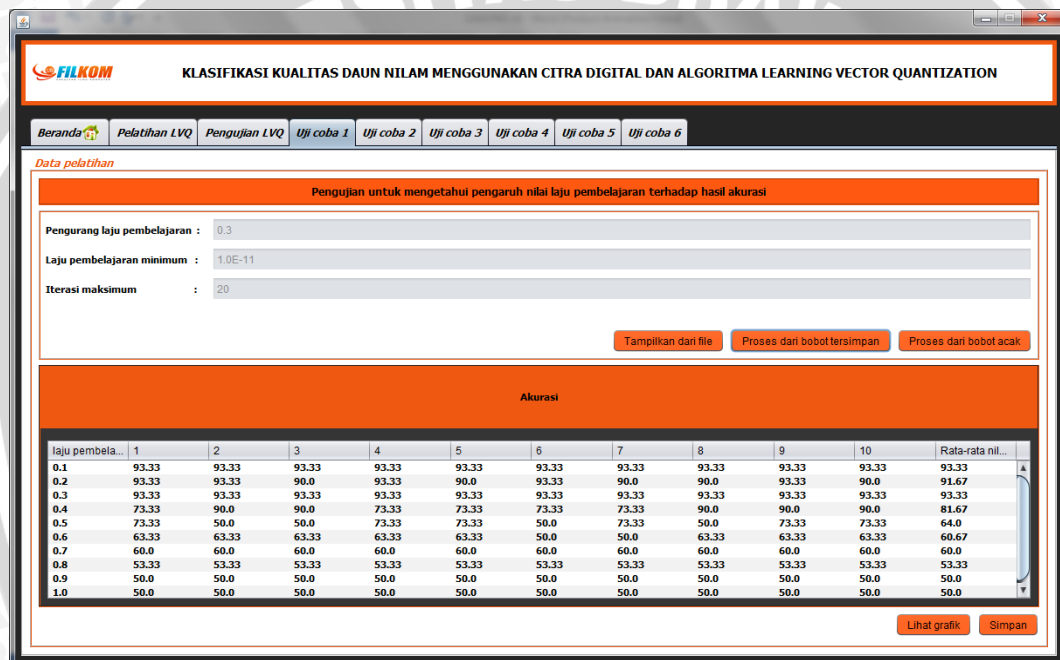 FILKOM
KLASIFIKASI KUALITAS DAUN NILAM MENGGUNAKAN CITRA DIGITAL DAN ALGORITMA LEARNING VECTOR QUANTIZATION
Beranda Pelatihan LVQ Pengujian LVQ Uji coba 1 Uji coba 2 Uji coba 3 Uji coba 4 Uji coba 5 Uji coba 6
Data pelatihan
Pengujian untuk mengetahui pengaruh nilai laju pembelajaran terhadap hasil akurasi
Pengurang laju pembelajaran : 0.3
Laju pembelajaran minimum : 1.0E-11
Iterasi maksimum : 20
Tampilkan dari file Proses dari bobot tersimpan Proses dari bobot acak
Akurasi
laju pembela... 1 2 3 4 5 6 7 8 9 10 Rata-rata nil...
0.1 93.33 93.33 93.33 93.33 93.33 93.33 93.33 93.33 93.33 93.33 93.33
0.2 93.33 93.33 90.0 93.33 90.0 93.33 90.0 90.0 93.33 90.0 91.67
0.3 93.33 93.33 93.33 93.33 93.33 93.33 93.33 93.33 93.33 93.33 93.33
0.4 73.33 90.0 90.0 73.33 73.33 73.33 73.33 90.0 90.0 90.0 81.67
0.5 73.33 50.0 50.0 73.33 73.33 50.0 73.33 50.0 73.33 73.33 64.0
0.6 63.33 63.33 63.33 63.33 63.33 50.0 50.0 63.33 63.33 63.33 60.67
0.7 60.0 60.0 60.0 60.0 60.0 60.0 60.0 60.0 60.0 60.0 60.0
0.8 53.33 53.33 53.33 53.33 53.33 53.33 53.33 53.33 53.33 53.33 53.33
0.9 50.0 50.0 50.0 50.0 50.0 50.0 50.0 50.0 50.0 50.0 50.0
1.0 50.0 50.0 50.0 50.0 50.0 50.0 50.0 50.0 50.0 50.0 50.0
Lihat grafik Simpan